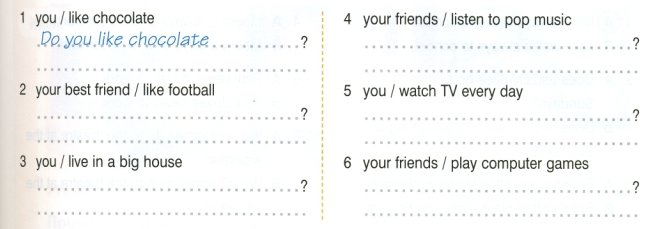 1 you / like chocolate
Do you like chocolate ?
2 your best friend / like football
?
3 you / live in a big house
?
4 your friends / listen to pop music
?
5 you / watch TV every day
?
6 your friends / play computer games
?